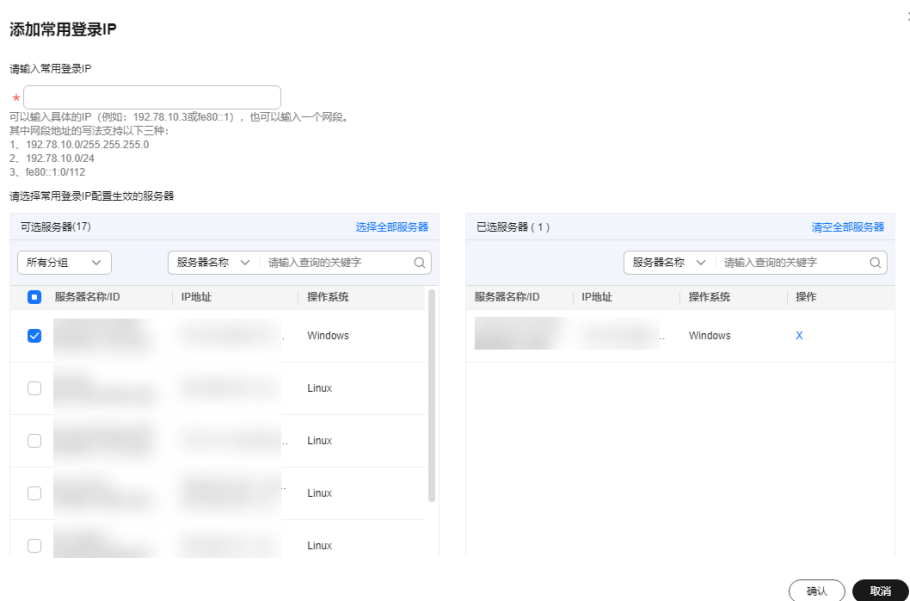 添加常用登录IP
请输入常用登录IP
*
可以输入具体的IP（例如：192.78.10.3或fe80::1），也可以输入一个网段。
其中网段地址的写法支持以下三种：
1、192.78.10.0/255.255.255.0
2、192.78.10.0/24
3、fe80::1:0/112
请选择常用登录IP配置生效的服务器
可选服务器(17) 选择全部服务器
已选服务器 ( 1 ) 清空全部服务器
所有分组 服务器名称 请输入查询的关键字
服务器名称 请输入查询的关键字
服务器名称/ID IP地址 操作系统
服务器名称/ID IP地址 操作系统 操作
Windows
Windows X
Linux
Linux
Linux
Linux
确认 取消